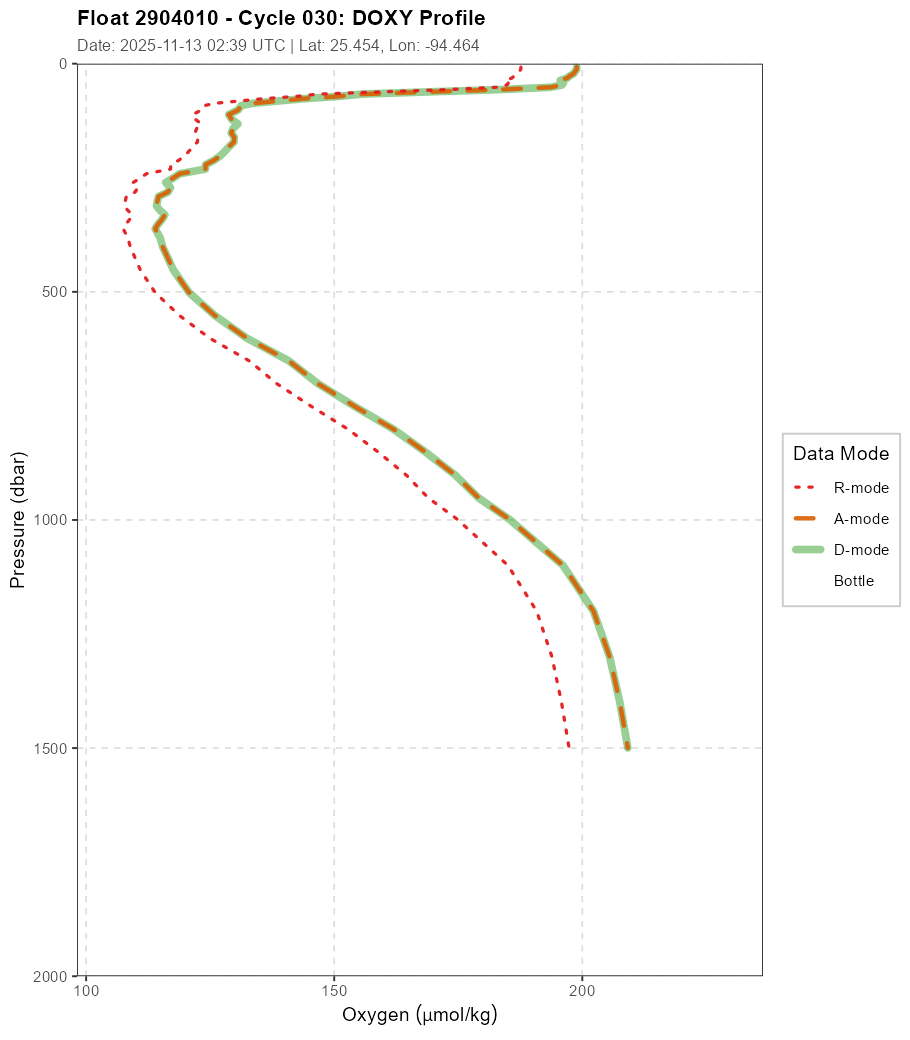 Float 2904010 - Cycle 030: DOXY Profile
Date: 2025-11-13 02:39 UTC | Lat: 25.454, Lon: -94.464
0
500
1000
1500
2000
100
150
200
Pressure (dbar)
Oxygen (μmol/kg)
Data Mode
R-mode
A-mode
D-mode
Bottle